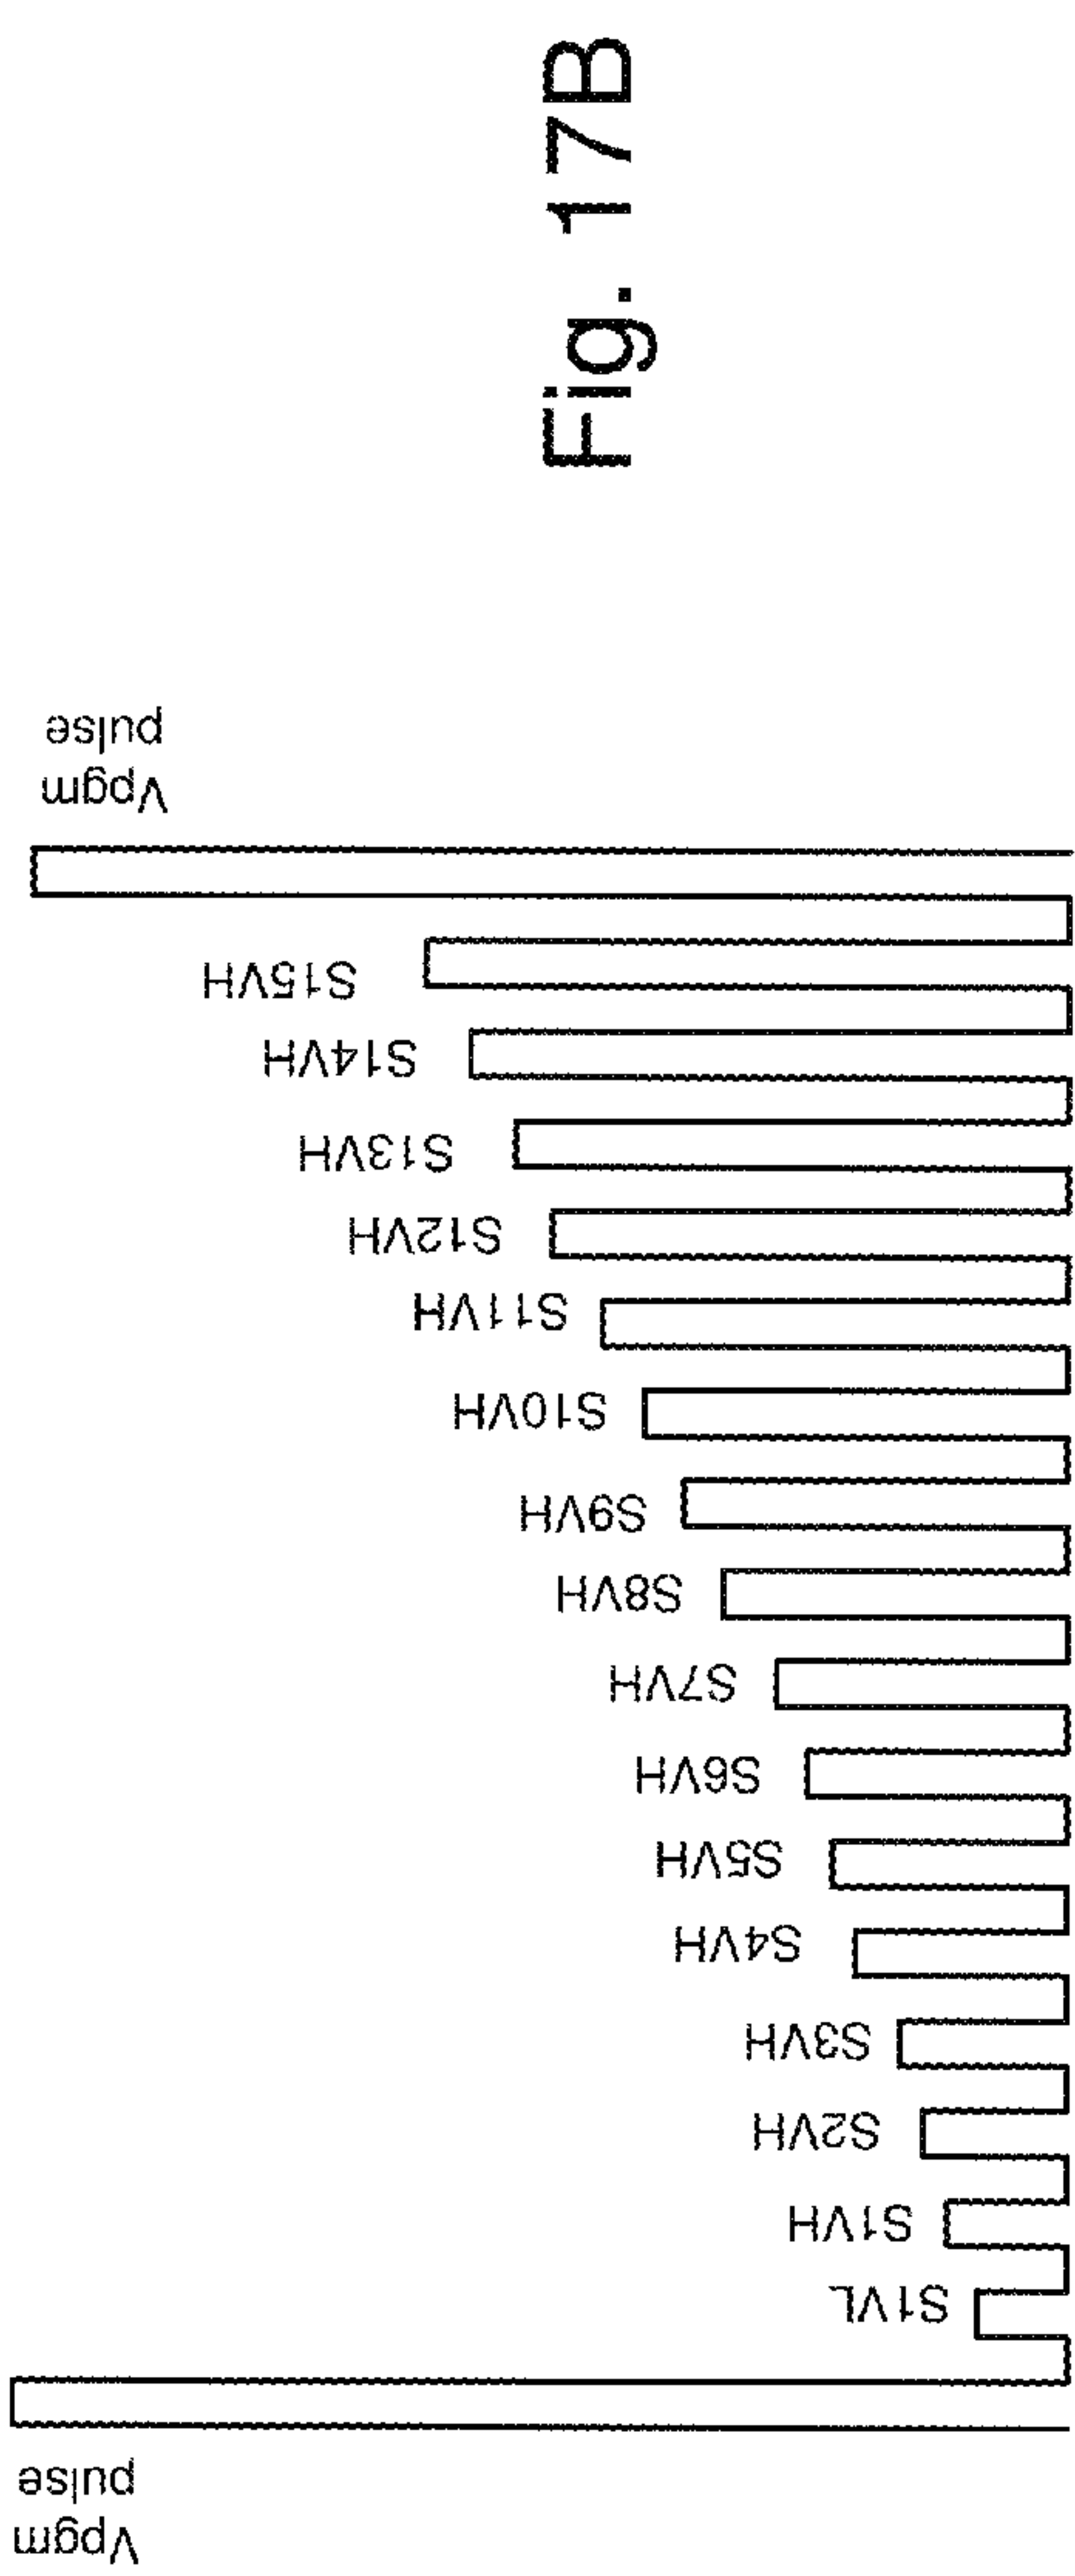 Vpgm
pulse
S1VL
S1VH
S2VH
S3VH
S4VH
S5VH
S6VH
S7VH
S8VH
S9VH
S10VH
S11VH
S12VH
S13VH
S14VH
S15VH
Vpgm
pulse
Fig. 17B